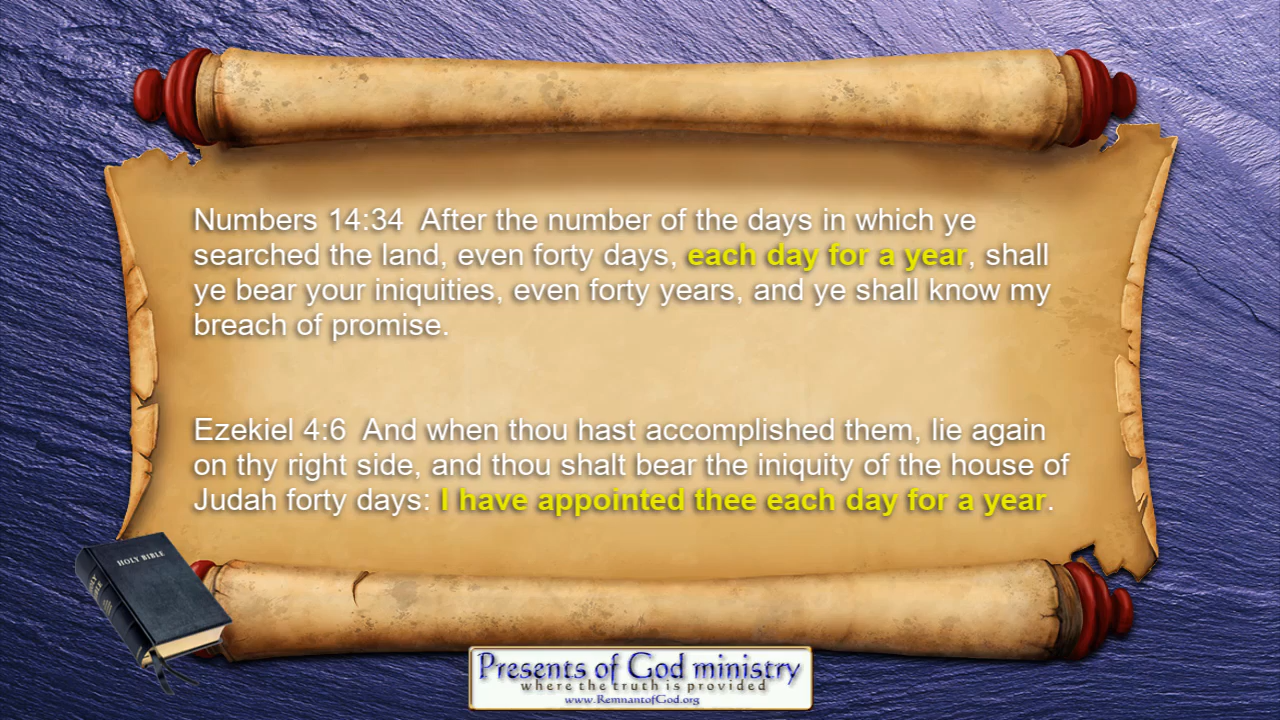 Numbers 14:34  After the number of the days in which ye
searched the land, even forty days, each day for a year, shall
ye bear your iniquities, even forty years, and ye shall know my
breach of promise.
Ezekiel 4:6  And when thou hast accomplished them, lie again
on thy right side, and thou shalt bear the iniquity of the house of
Judah forty days: I have appointed thee each day for a year.
HOLY BIBLE
Presents of God ministry
where the truth is provided
www.RemnantofGod.org